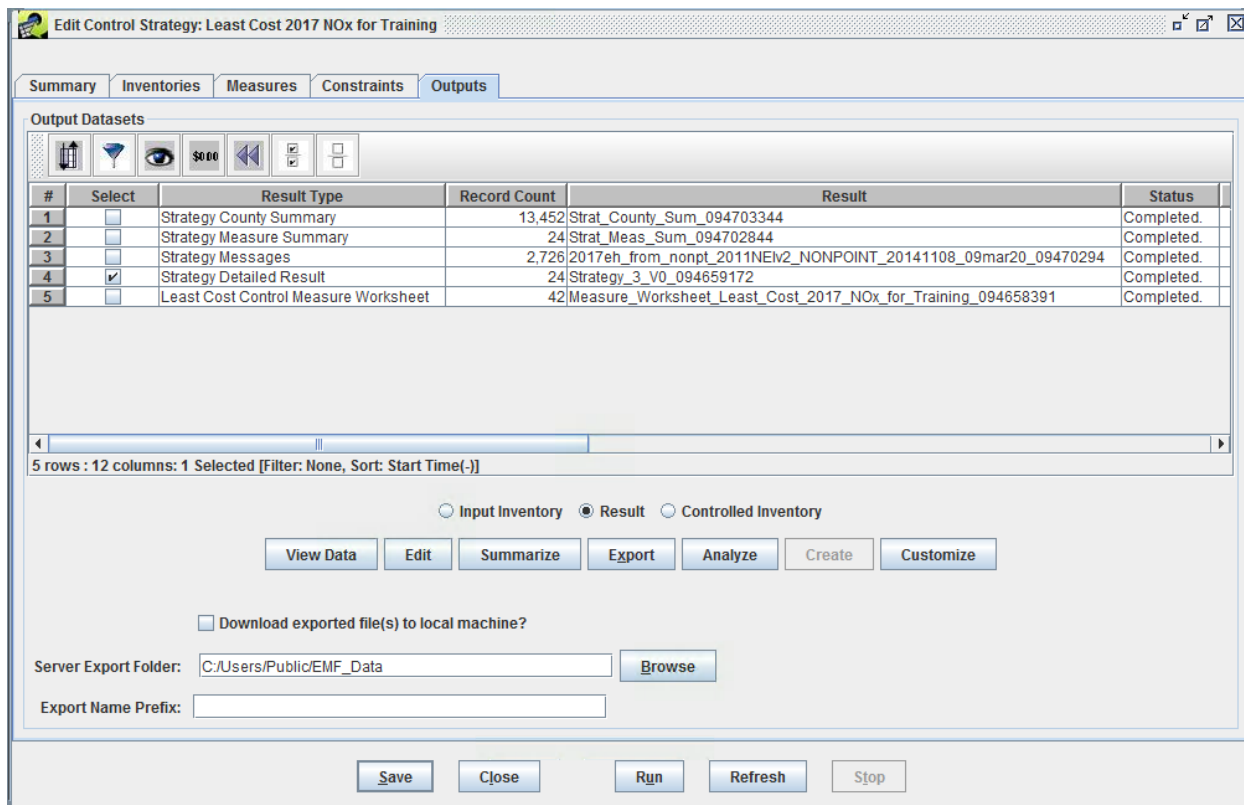 Edit Control Strategy: Least Cost 2017 NOx for Training
Summary Inventories Measures Constraints Outputs
Output Datasets
$0.00
# Select Result Type Record Count Result Status
1 Strategy County Summary 13,452 Strat_County_Sum_094703344 Completed.
2 Strategy Measure Summary 24 Strat_Meas_Sum_094702844 Completed.
3 Strategy Messages 2,726 2017eh_from_nonpt_2011NEIv2_NONPOINT_20141108_09mar20_09470294 Completed.
4 Strategy Detailed Result 24 Strategy_3_V0_094659172 Completed.
5 Least Cost Control Measure Worksheet 42 Measure_Worksheet_Least_Cost_2017_NOx_for_Training_094658391 Completed.
5 rows : 12 columns: 1 Selected [Filter: None, Sort: Start Time(-)]
Input Inventory Result Controlled Inventory
View Data Edit Summarize Export Analyze Create Customize
Download exported file(s) to local machine?
Server Export Folder: C:/Users/Public/EMF_Data Browse
Export Name Prefix:
Save Close Run Refresh Stop